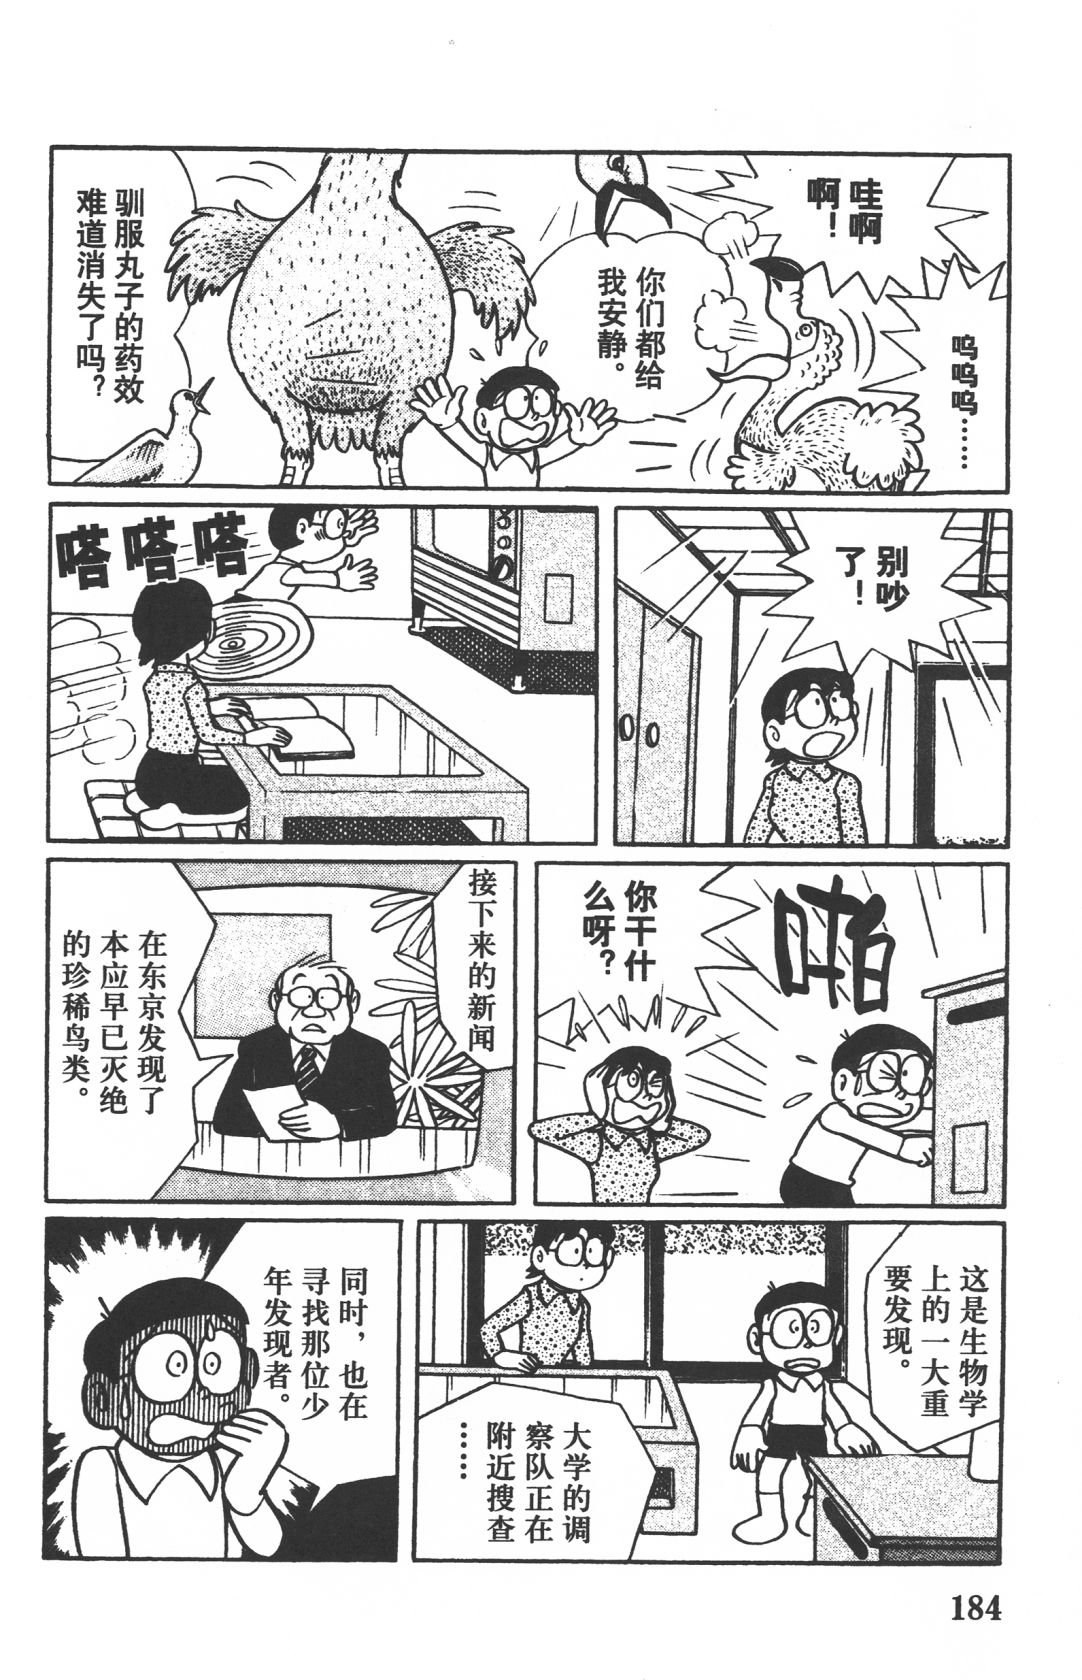 哇啊
啊！
呜呜呜……
你们都给
我安静。
驯服丸子的药效
难道消失了吗？
别吵
了！
嗒嗒嗒
啪
你干什
么呀？
接下来的新闻
在东京发现了
本应早已灭绝
的珍稀鸟类。
这是生物学
上的一大重
要发现。
大学的调
察队正在
附近搜查
……
同时，也在
寻找那位少
年发现者。
184